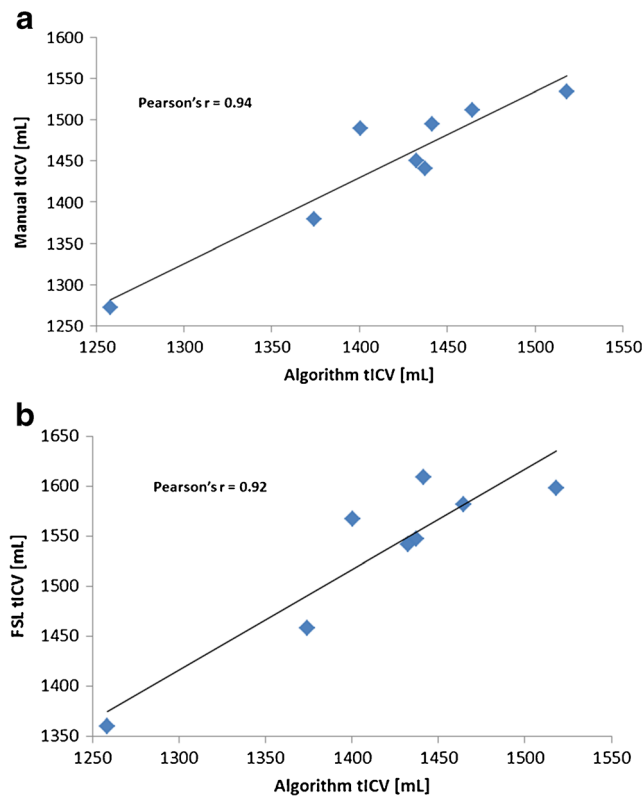 a
1600
1550
1500
1450
1400
1350
1300
1250
Manual tICV [mL]
Pearson's r = 0.94
1250 1300 1350 1400 1450 1500 1550
Algorithm tICV [mL]
b
1650
1600
1550
1500
1450
1400
1350
FSL tICV [mL]
Pearson's r = 0.92
1250 1300 1350 1400 1450 1500 1550
Algorithm tICV [mL]